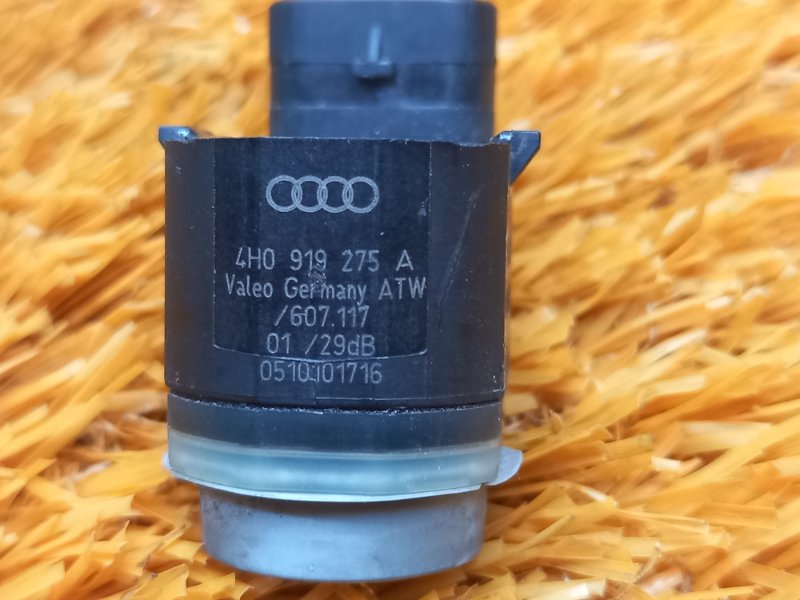 4H0 919 275 A
Valeo Germany ATW
/607.117
01 /29dB
0510101716